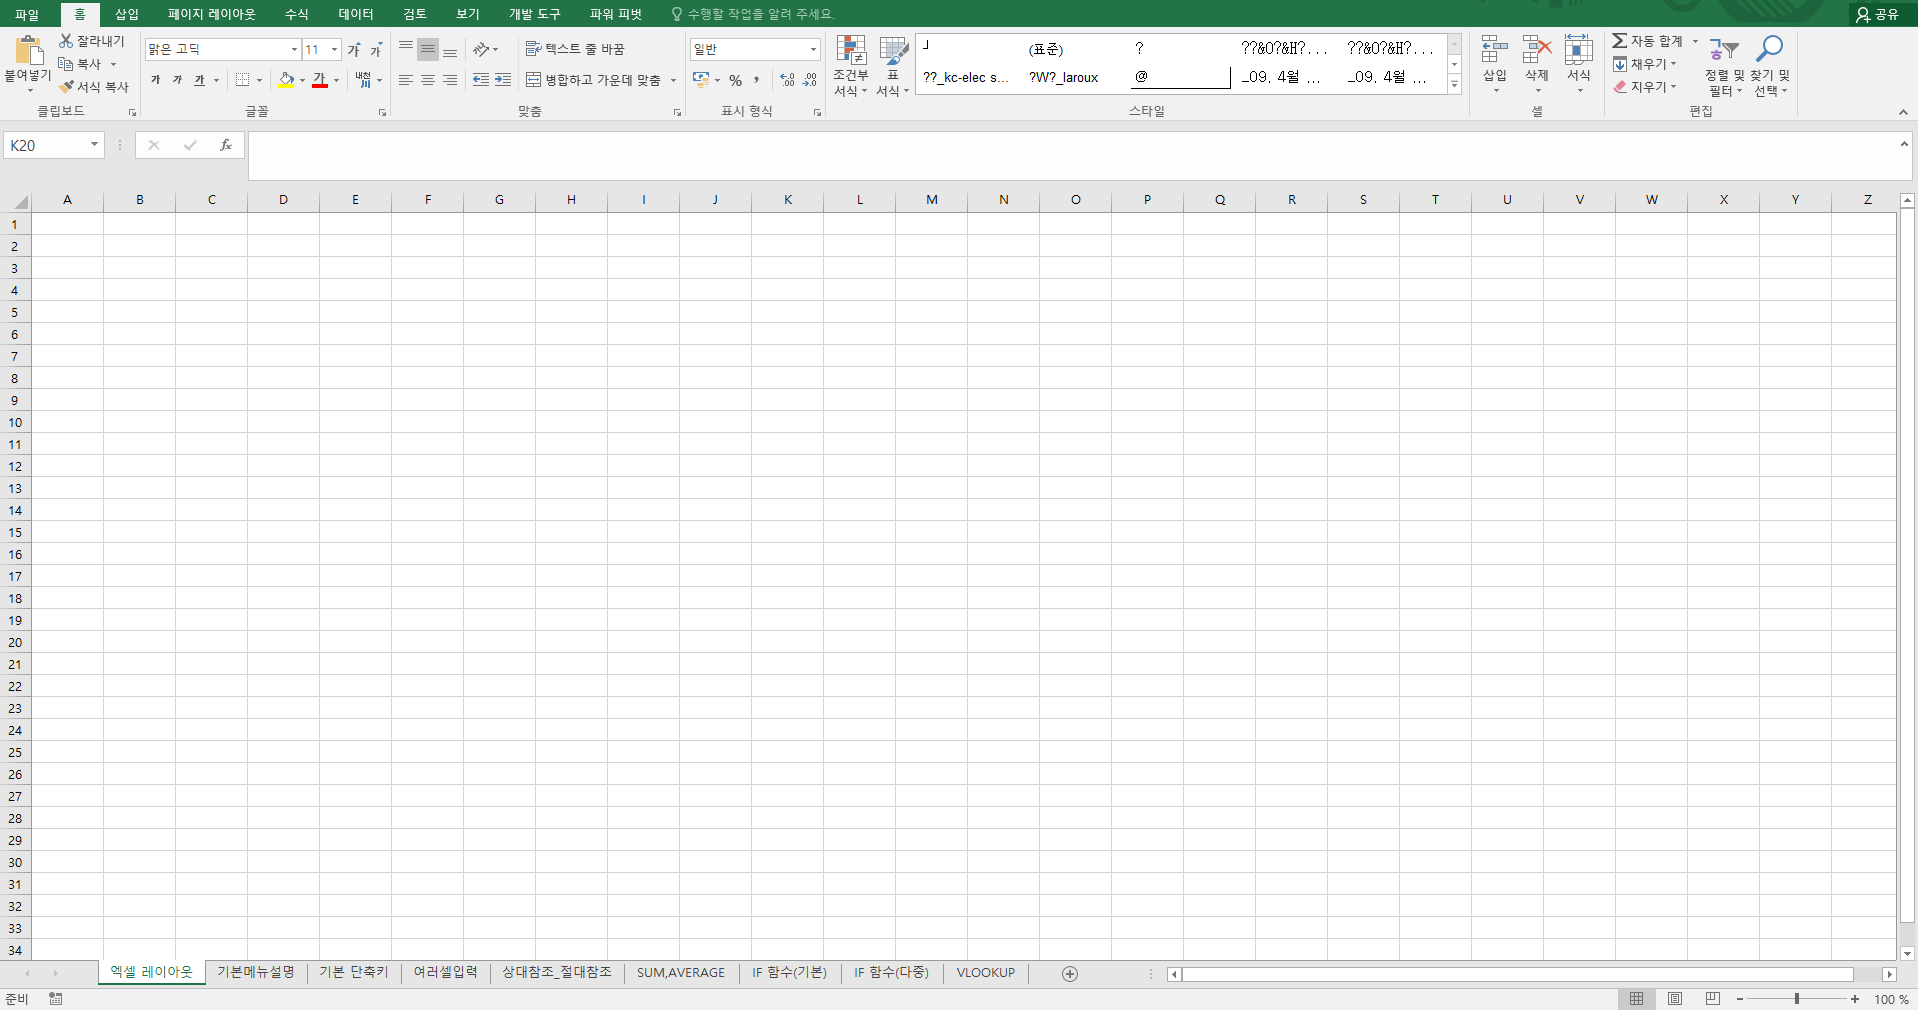 파일 홈 삽입 페이지 레이아웃 수식 데이터 검토 보기 개발 도구 파워 피벗 수행할 작업을 알려 주세요. 공유
붙여넣기
잘라내기
복사
서식 복사
클립보드
맑은 고딕 11
가 가
가 가 가 가 내천
글꼴
텍스트 줄 바꿈
병합하고 가운데 맞춤
맞춤
일반
% ,
표시 형식
조건부 서식
표 서식
┘ (표준) ? ??&O?&H?... ??&O?&H?...
??_kc-elec s... ?W?_laroux @ _09. 4월 ... _09. 4월 ...
스타일
삽입 삭제 서식
셀
자동 합계
채우기
지우기
정렬 및 필터
찾기 및 선택
편집
K20 fx
A B C D E F G H I J K L M N O P Q R S T U V W X Y Z
1
2
3
4
5
6
7
8
9
10
11
12
13
14
15
16
17
18
19
20
21
22
23
24
25
26
27
28
29
30
31
32
33
34
엑셀 레이아웃 기본메뉴설명 기본 단축키 여러셀입력 상대참조_절대참조 SUM,AVERAGE IF 함수(기본) IF 함수(다중) VLOOKUP
준비 100 %